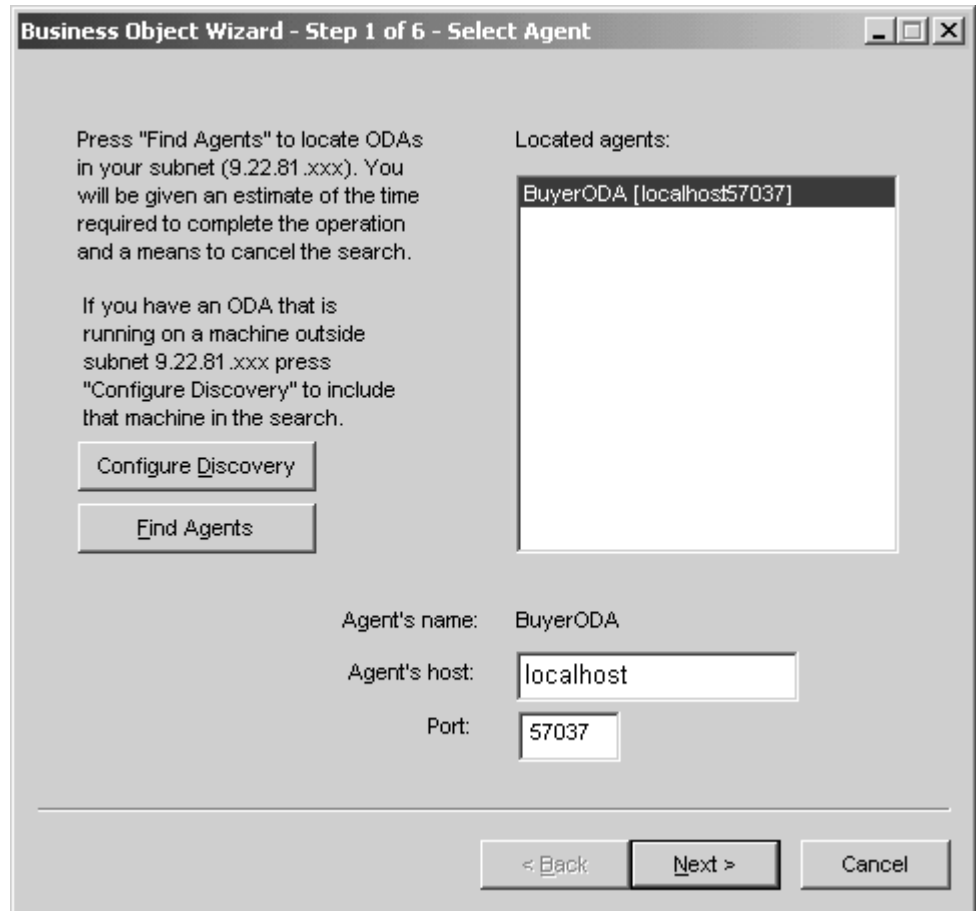 Business Object Wizard - Step 1 of 6 - Select Agent
Press "Find Agents" to locate ODAs
in your subnet (9.22.81.xxx). You
will be given an estimate of the time
required to complete the operation
and a means to cancel the search.
If you have an ODA that is
running on a machine outside
subnet 9.22.81.xxx press
"Configure Discovery" to include
that machine in the search.
Configure Discovery
Find Agents
Located agents:
BuyerODA [localhost57037]
Agent's name: BuyerODA
Agent's host: localhost
Port: 57037
< Back Next > Cancel